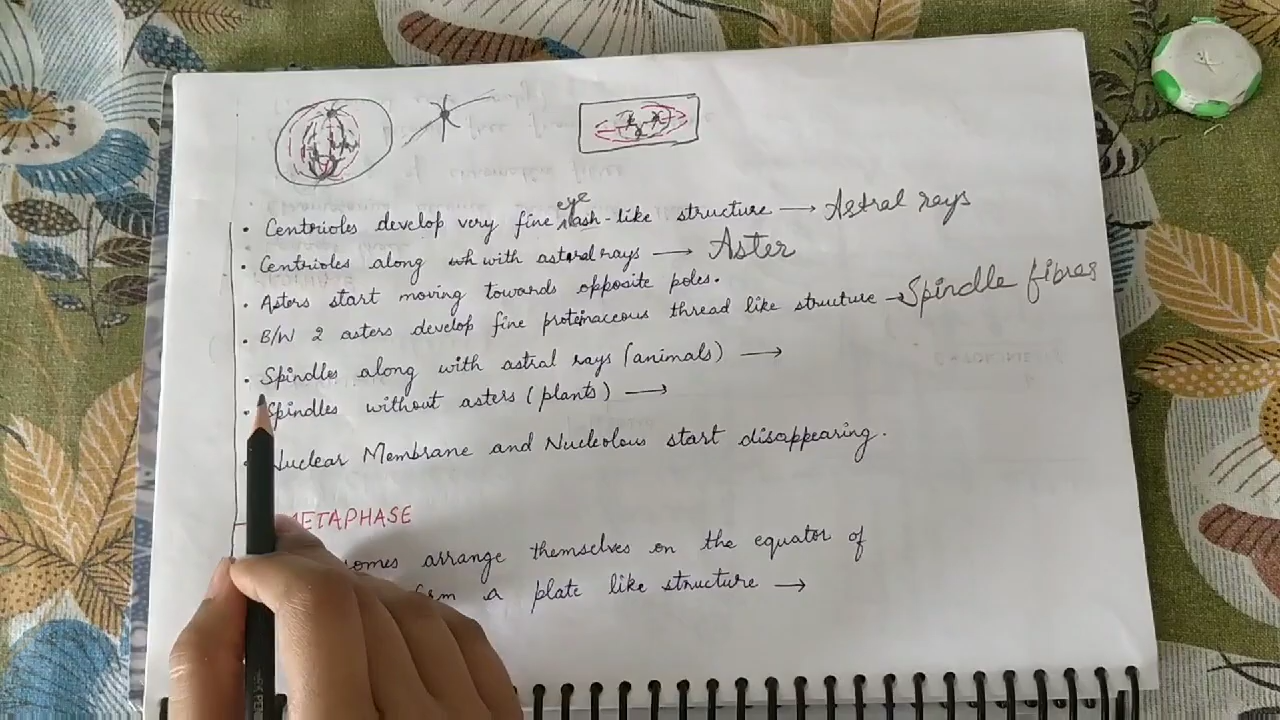 • Centrioles develop very fine eye lash-like structure → Astral rays
• Centrioles along with astral rays → Aster
• Asters start moving towards opposite poles.
• B/W 2 asters develop fine proteinaceous thread like structure → Spindle fibres
• Spindles along with astral rays (animals) →
• Spindles without asters (plants) →
Nuclear Membrane and Nucleolous start disappearing.
METAPHASE
arrange themselves on the equator of
a plate like structure →